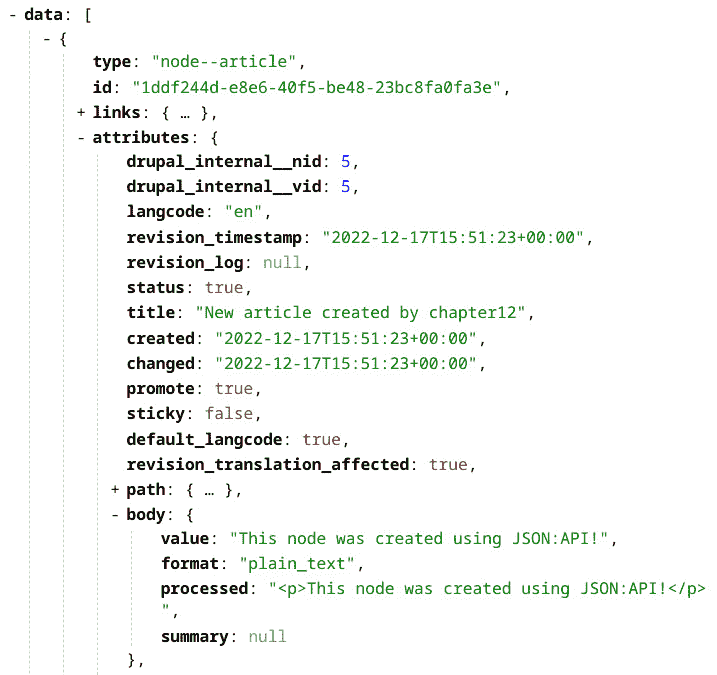 - data: [
- {
type: "node--article",
id: "1ddf244d-e8e6-40f5-be48-23bc8fa0fa3e",
+ links: { … },
- attributes: {
drupal_internal__nid: 5,
drupal_internal__vid: 5,
langcode: "en",
revision_timestamp: "2022-12-17T15:51:23+00:00",
revision_log: null,
status: true,
title: "New article created by chapter12",
created: "2022-12-17T15:51:23+00:00",
changed: "2022-12-17T15:51:23+00:00",
promote: true,
sticky: false,
default_langcode: true,
revision_translation_affected: true,
+ path: { … },
- body: {
value: "This node was created using JSON:API!",
format: "plain_text",
processed: "<p>This node was created using JSON:API!</p>
",
summary: null
},